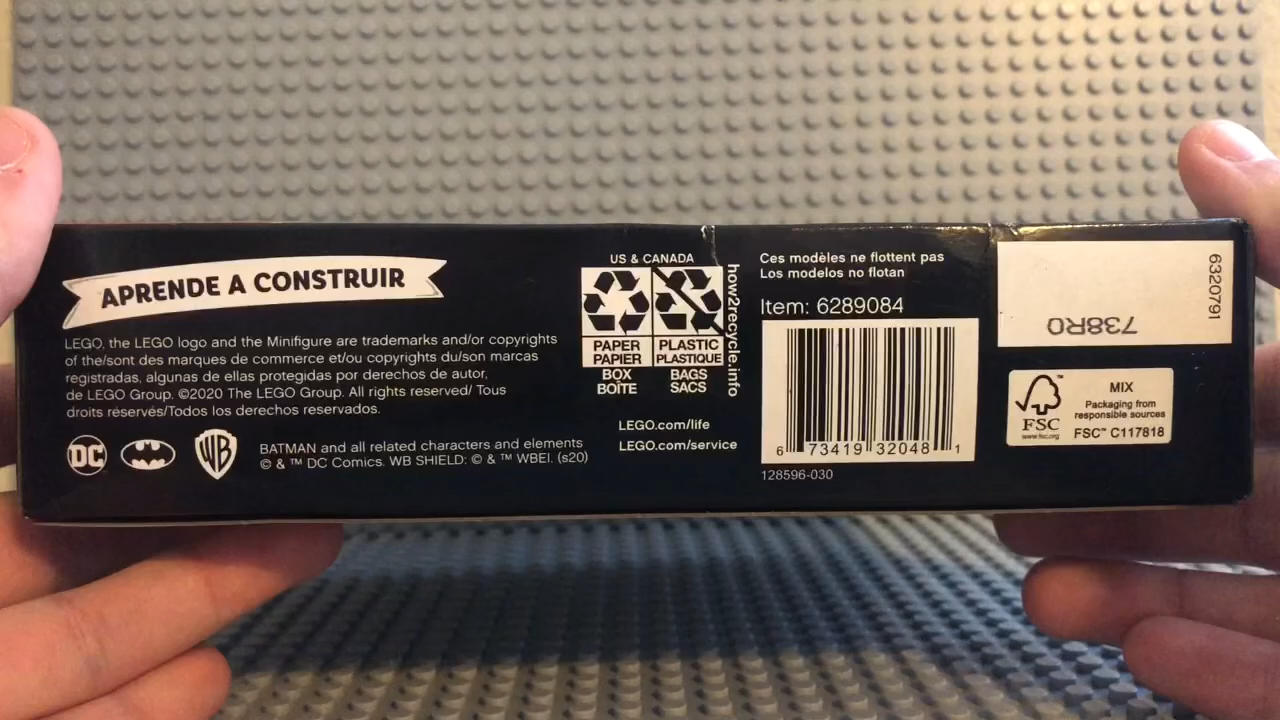 APRENDE A CONSTRUIR
LEGO, the LEGO logo and the Minifigure are trademarks and/or copyrights
of the/sont des marques de commerce et/ou copyrights du/son marcas
registradas, algunas de ellas protegidas por derechos de autor,
de LEGO Group. ©2020 The LEGO Group. All rights reserved/ Tous
droits réservés/Todos los derechos reservados.
DC
WB
BATMAN and all related characters and elements
© & ™ DC Comics. WB SHIELD: © & ™ WBEI. (s20)
US & CANADA
PAPER
PAPIER
BOX
BOÎTE
PLASTIC
PLASTIQUE
BAGS
SACS
how2recycle.info
LEGO.com/life
LEGO.com/service
Ces modèles ne flottent pas
Los modelos no flotan
Item: 6289084
6 73419 32048 1
128596-030
738R0
6320791
FSC
www.fsc.org
MIX
Packaging from
responsible sources
FSC™ C117818